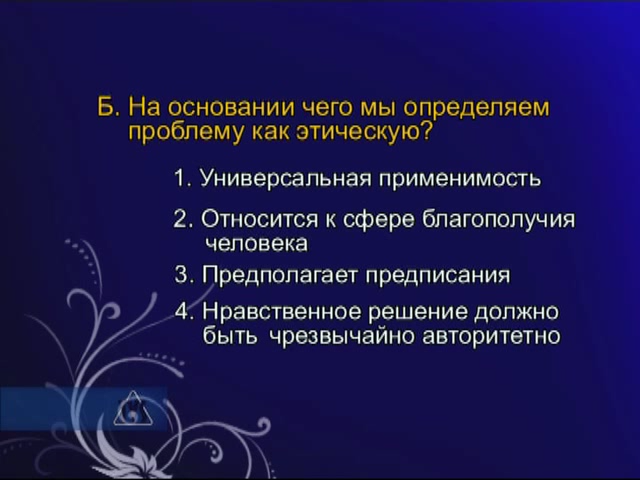 Б. На основании чего мы определяем
проблему как этическую?
1. Универсальная применимость
2. Относится к сфере благополучия
человека
3. Предполагает предписания
4. Нравственное решение должно
быть чрезвычайно авторитетно